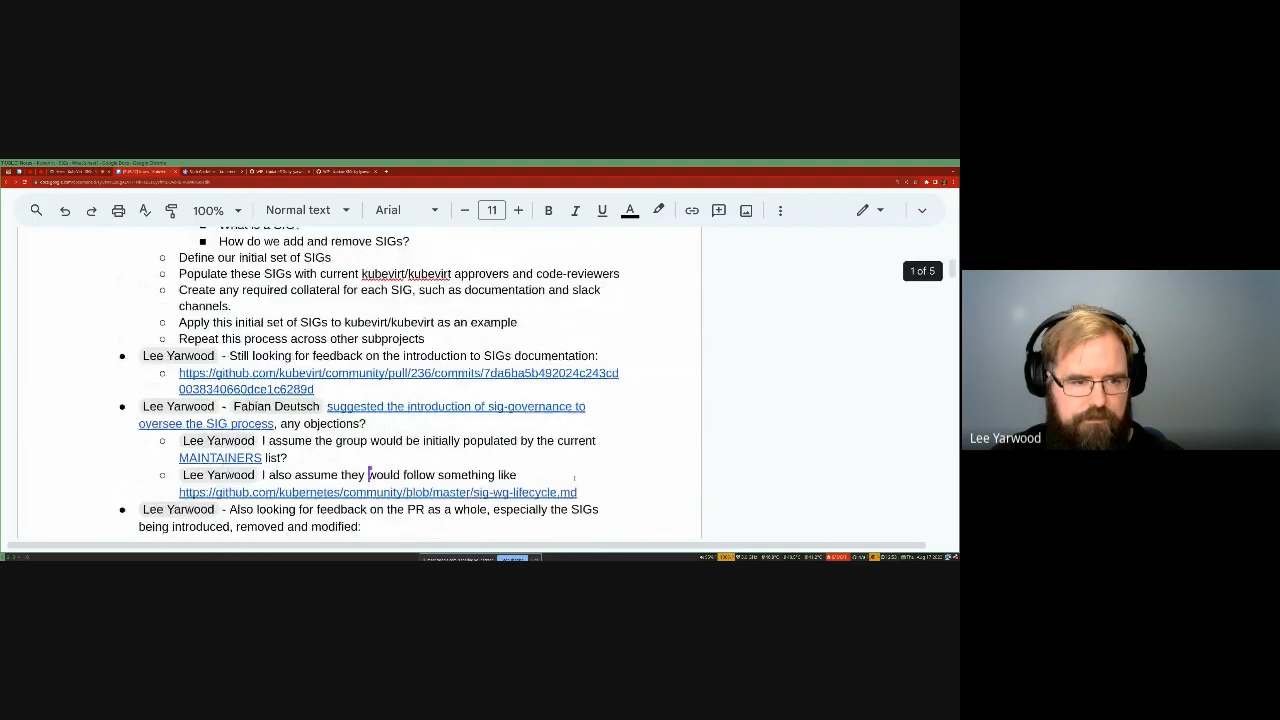 100%
Normal text
Arial
11
How do we add and remove SIGs?
Define our initial set of SIGs
Populate these SIGs with current kubevirt/kubevirt approvers and code-reviewers
Create any required collateral for each SIG, such as documentation and slack
channels.
Apply this initial set of SIGs to kubevirt/kubevirt as an example
Repeat this process across other subprojects
Lee Yarwood - Still looking for feedback on the introduction to SIGs documentation:
https://github.com/kubevirt/community/pull/236/commits/7da6ba5b492024c243cd
0038340660dce1c6289d
Lee Yarwood - Fabian Deutsch suggested the introduction of sig-governance to
oversee the SIG process, any objections?
Lee Yarwood I assume the group would be initially populated by the current
MAINTAINERS list?
Lee Yarwood I also assume they would follow something like
https://github.com/kubernetes/community/blob/master/sig-wg-lifecycle.md
Lee Yarwood - Also looking for feedback on the PR as a whole, especially the SIGs
being introduced, removed and modified:
1 of 5
Lee Yarwood